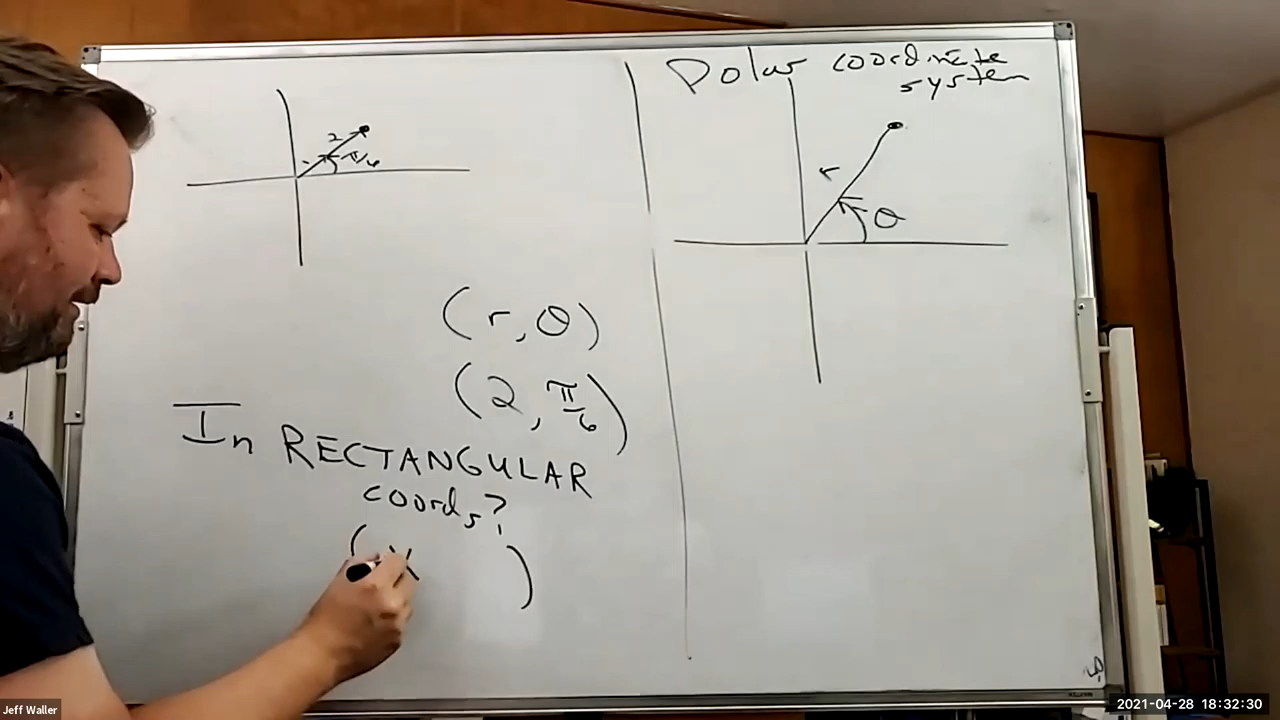 Polar coordinate
system
2
π/6
r
θ
(r, θ)
(2, π/6)
In RECTANGULAR
coords?
(x )
Jeff Waller
2021-04-28 18:32:30